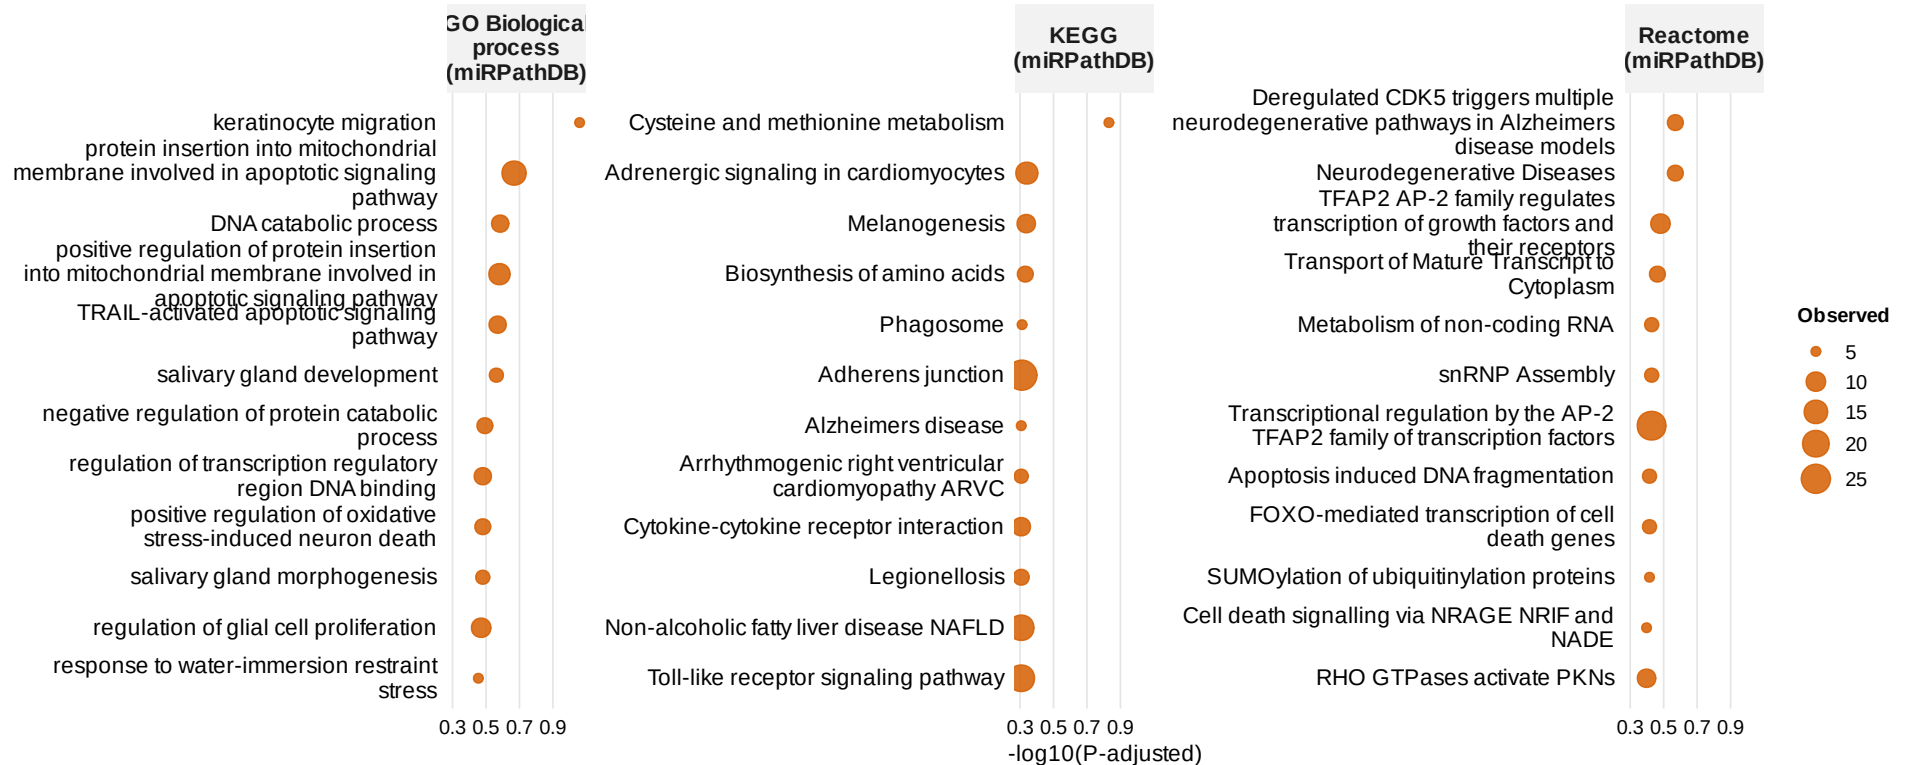 GO Biological
process
(miRPathDB)
keratinocyte migration
protein insertion into mitochondrial
membrane involved in apoptotic signaling
pathway
DNA catabolic process
positive regulation of protein insertion
into mitochondrial membrane involved in
apoptotic signaling pathway
TRAIL-activated apoptotic signaling
pathway
salivary gland development
negative regulation of protein catabolic
process
regulation of transcription regulatory
region DNA binding
positive regulation of oxidative
stress-induced neuron death
salivary gland morphogenesis
regulation of glial cell proliferation
response to water-immersion restraint
stress
0.3 0.5 0.7 0.9
KEGG
(miRPathDB)
Cysteine and methionine metabolism
Adrenergic signaling in cardiomyocytes
Melanogenesis
Biosynthesis of amino acids
Phagosome
Adherens junction
Alzheimers disease
Arrhythmogenic right ventricular
cardiomyopathy ARVC
Cytokine-cytokine receptor interaction
Legionellosis
Non-alcoholic fatty liver disease NAFLD
Toll-like receptor signaling pathway
0.3 0.5 0.7 0.9
-log10(P-adjusted)
Reactome
(miRPathDB)
Deregulated CDK5 triggers multiple
neurodegenerative pathways in Alzheimers
disease models
Neurodegenerative Diseases
TFAP2 AP-2 family regulates
transcription of growth factors and
their receptors
Transport of Mature Transcript to
Cytoplasm
Metabolism of non-coding RNA
snRNP Assembly
Transcriptional regulation by the AP-2
TFAP2 family of transcription factors
Apoptosis induced DNA fragmentation
FOXO-mediated transcription of cell
death genes
SUMOylation of ubiquitinylation proteins
Cell death signalling via NRAGE NRIF and
NADE
RHO GTPases activate PKNs
0.3 0.5 0.7 0.9
Observed
5
10
15
20
25